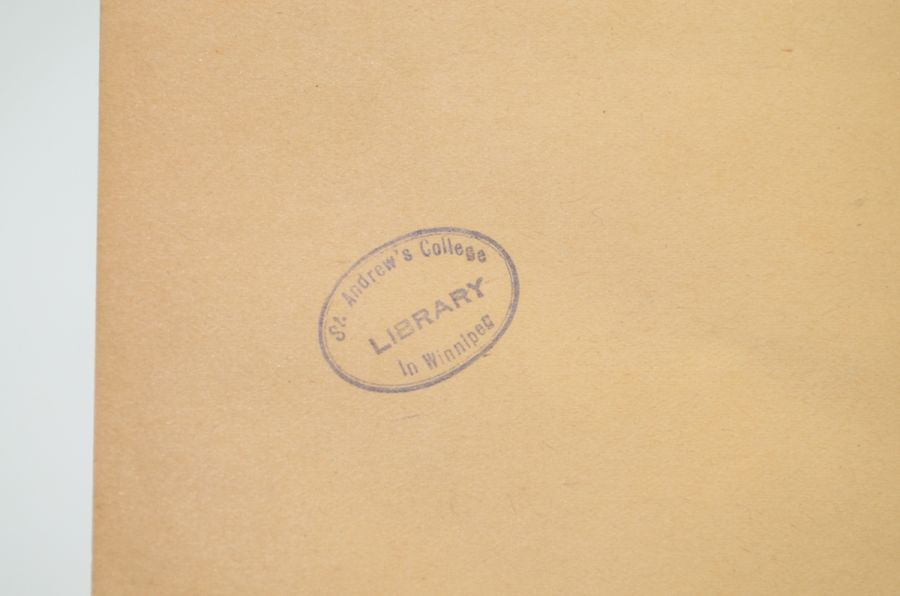 St. Andrew's College
LIBRARY
In Winnipeg